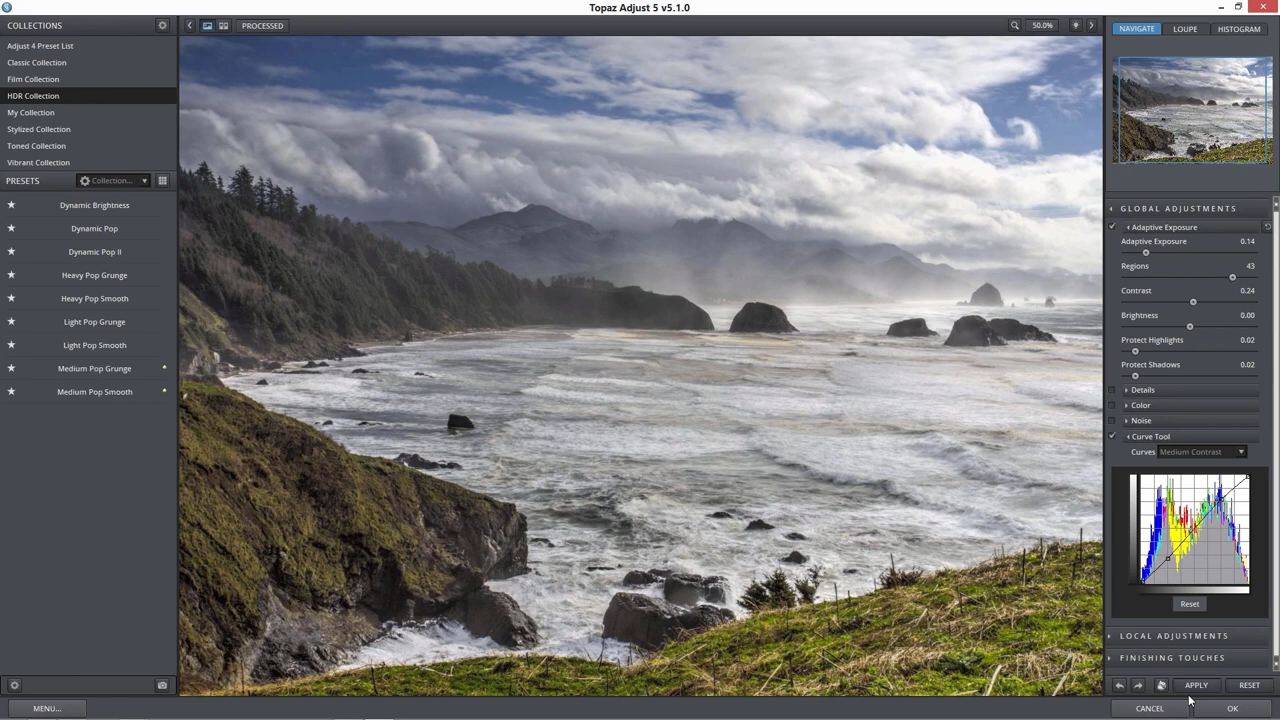 Topaz Adjust 5 v5.1.0
COLLECTIONS
Adjust 4 Preset List
Classic Collection
Film Collection
HDR Collection
My Collection
Stylized Collection
Toned Collection
Vibrant Collection
PRESETS
Collection...
Dynamic Brightness
Dynamic Pop
Dynamic Pop II
Heavy Pop Grunge
Heavy Pop Smooth
Light Pop Grunge
Light Pop Smooth
Medium Pop Grunge
Medium Pop Smooth
MENU...
PROCESSED
50.0%
NAVIGATE LOUPE HISTOGRAM
GLOBAL ADJUSTMENTS
Adaptive Exposure
Adaptive Exposure 0.14
Regions 43
Contrast 0.24
Brightness 0.00
Protect Highlights 0.02
Protect Shadows 0.02
Details
Color
Noise
Curve Tool
Curves Medium Contrast
Reset
LOCAL ADJUSTMENTS
FINISHING TOUCHES
APPLY RESET
CANCEL OK